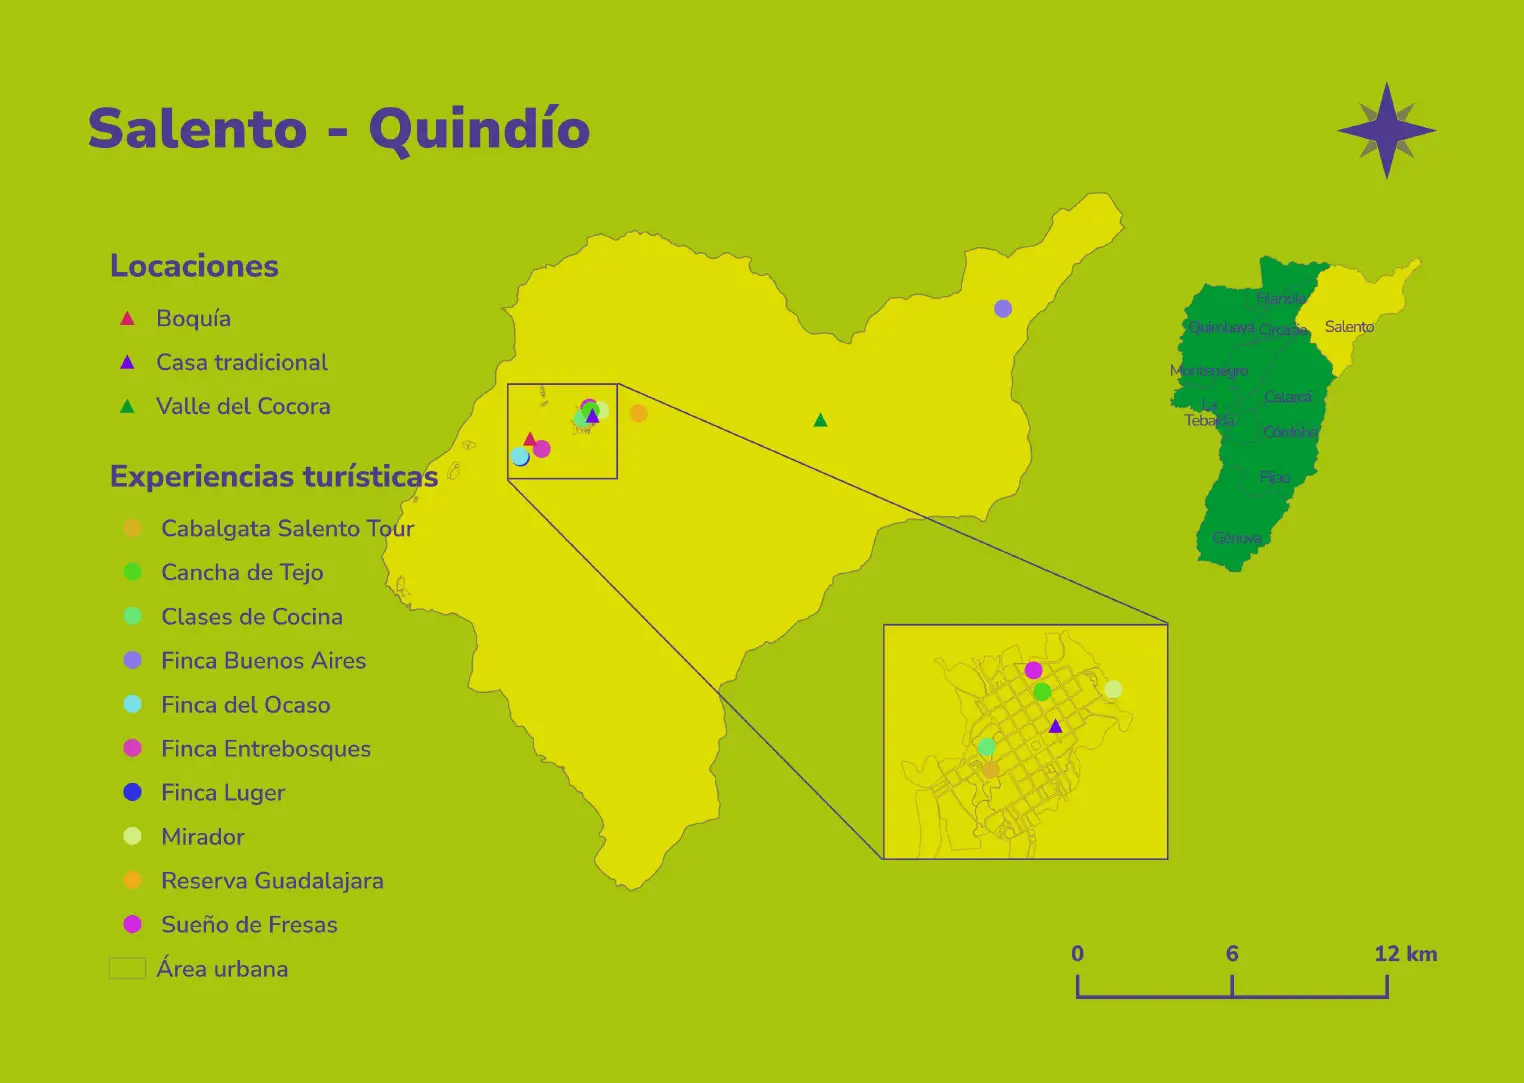 Salento - Quindío
Locaciones
Boquía
Casa tradicional
Valle del Cocora
Experiencias turísticas
Cabalgata Salento Tour
Cancha de Tejo
Clases de Cocina
Finca Buenos Aires
Finca del Ocaso
Finca Entrebosques
Finca Luger
Mirador
Reserva Guadalajara
Sueño de Fresas
Área urbana
Filandia
Quimbaya
Circasia
Salento
Montenegro
La
Tebaida
Calarcá
Córdoba
Pijao
Génova
0 6 12 km